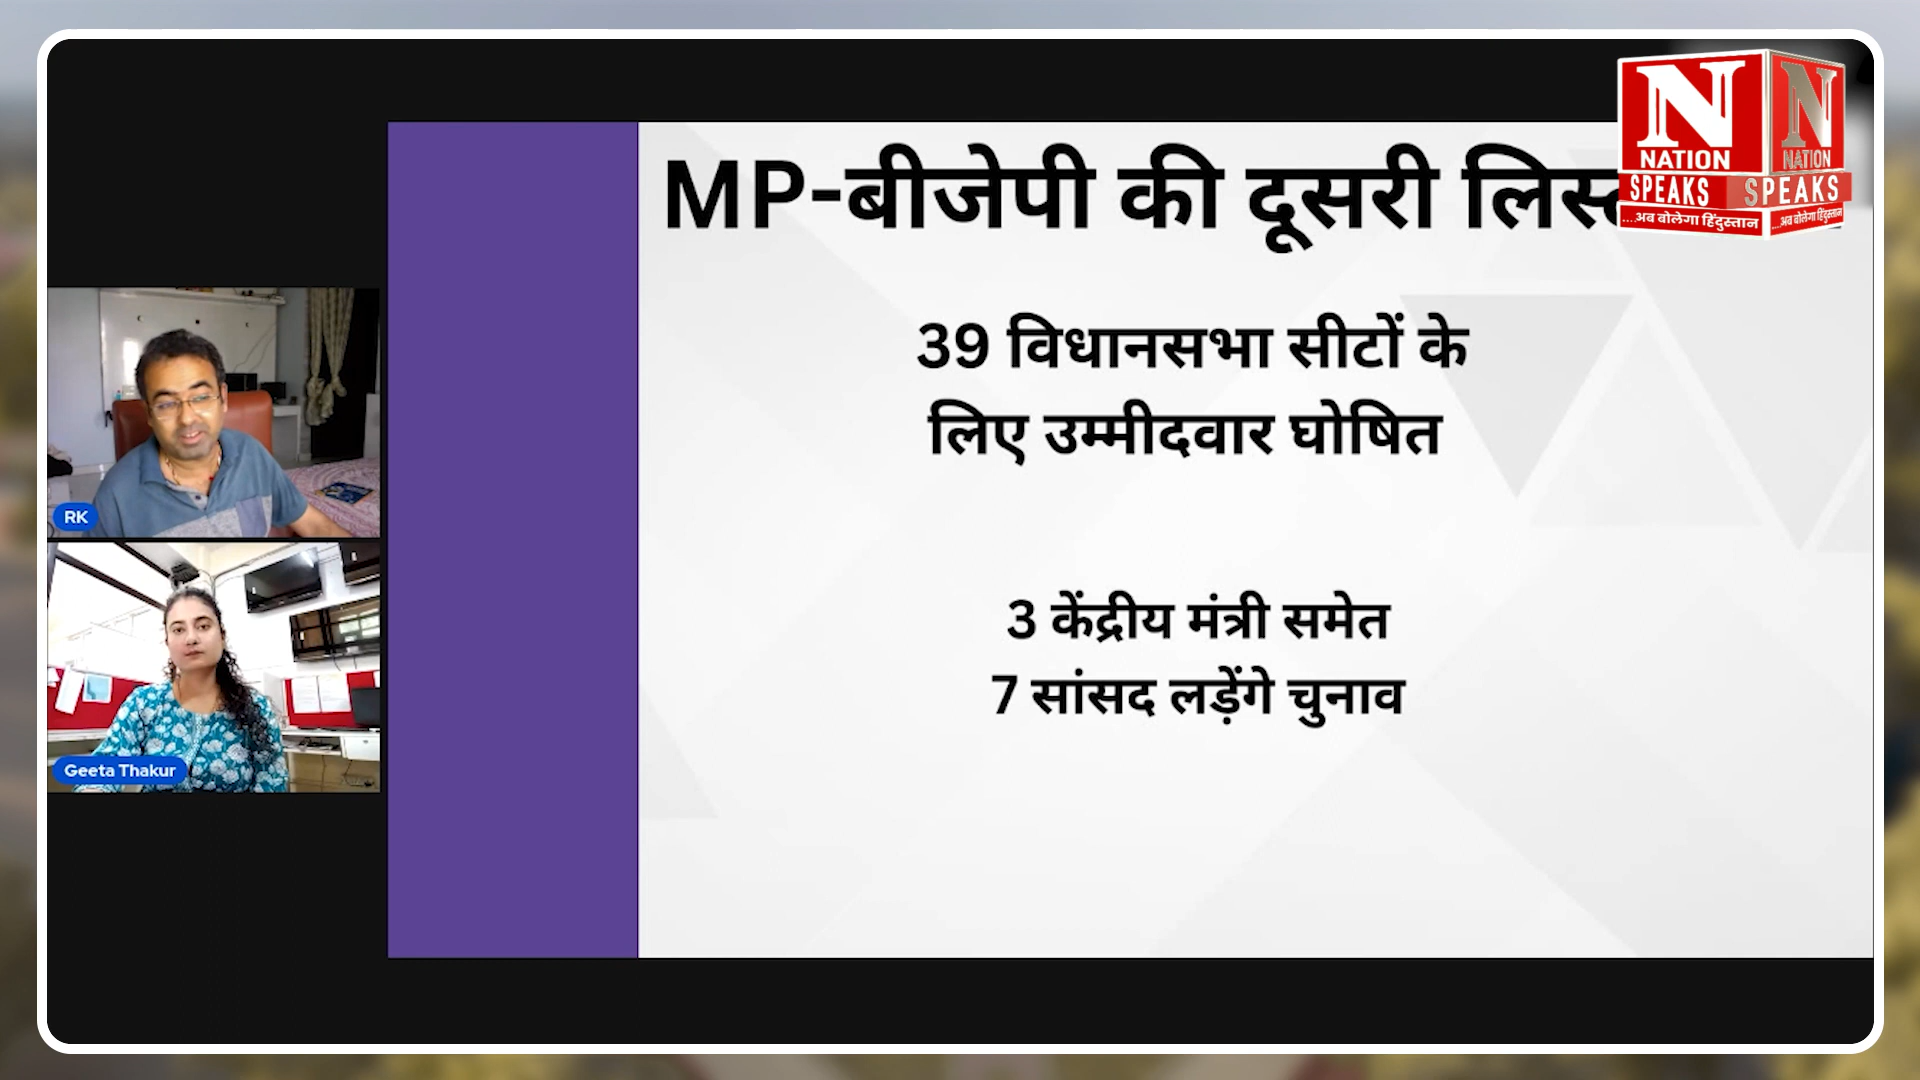 MP-बीजेपी की दूसरी
39 विधानसभा सीटों के
लिए उम्मीदवार घोषित
3 केंद्रीय मंत्री समेत
7 सांसद लड़ेंगे चुनाव
RK
Geeta Thakur
N
NATION
SPEAKS
....अब बोलेगा हिंदुस्तान
N
NATION
SPEAKS
....अब बोलेगा हिंदुस्तान